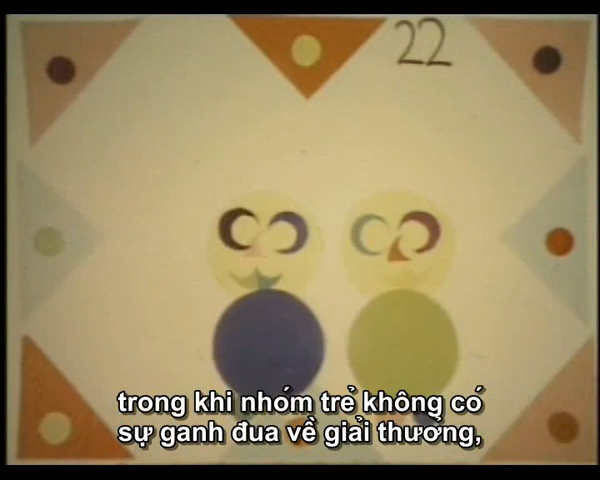 22
trong khi nhóm trẻ không có
sự ganh đua về giải thưởng,